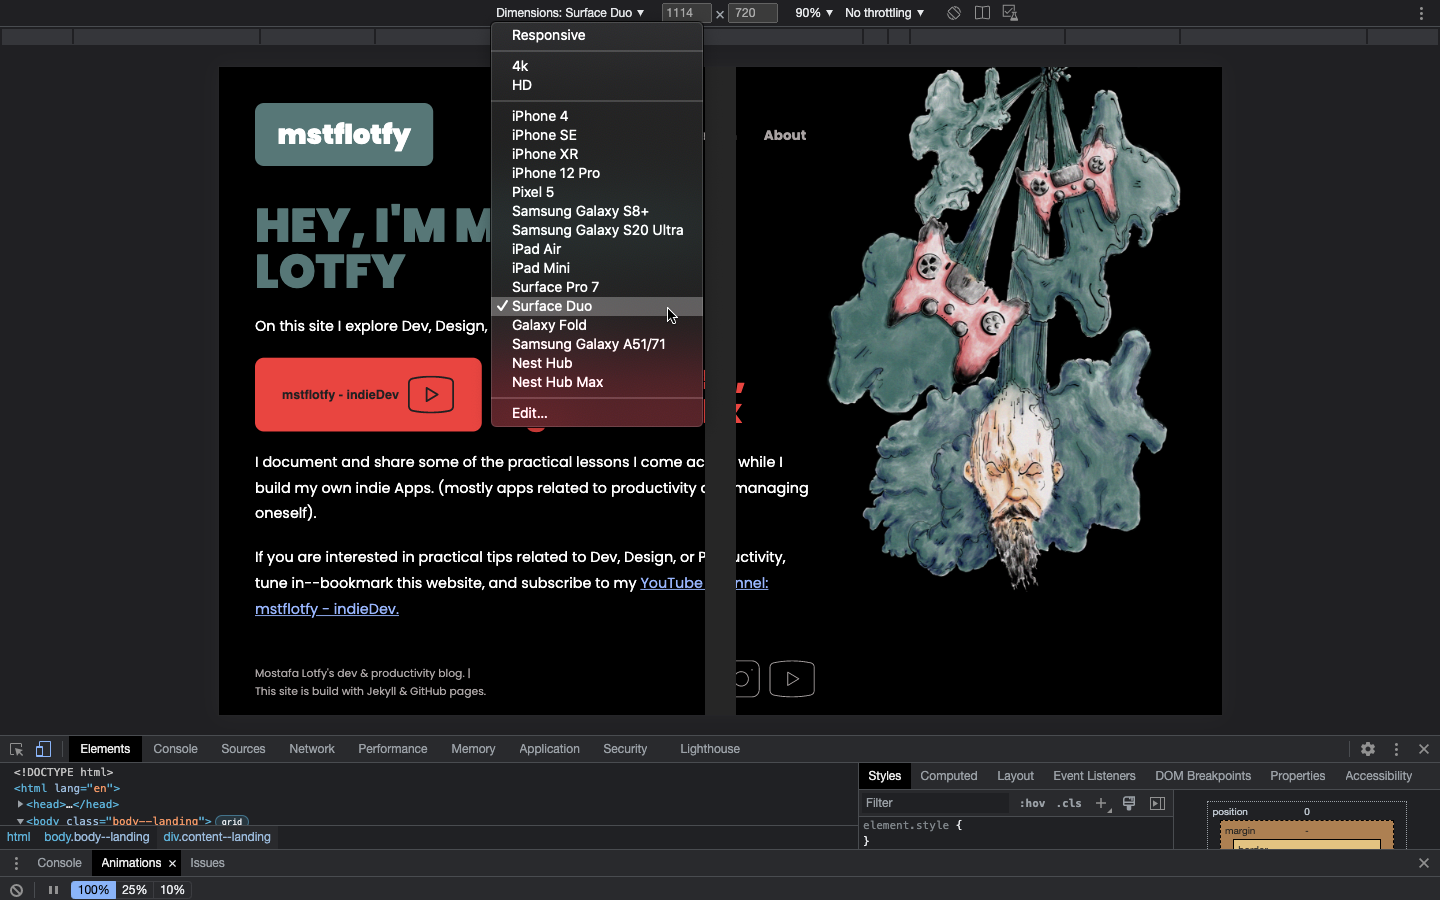 Dimensions: Surface Duo ▼ 1114 × 720 90% ▼ No throttling ▼
Responsive
4k
HD
iPhone 4
iPhone SE
iPhone XR
iPhone 12 Pro
Pixel 5
Samsung Galaxy S8+
Samsung Galaxy S20 Ultra
iPad Air
iPad Mini
Surface Pro 7
✓ Surface Duo
Galaxy Fold
Samsung Galaxy A51/71
Nest Hub
Nest Hub Max
Edit...
mstflotfy
About
HEY, I'M M
LOTFY
On this site I explore Dev, Design,
mstflotfy - indieDev
I document and share some of the practical lessons I come ac while I
build my own indie Apps. (mostly apps related to productivity managing
oneself).
If you are interested in practical tips related to Dev, Design, or P uctivity,
tune in--bookmark this website, and subscribe to my YouTube nnel:
mstflotfy - indieDev.
Mostafa Lotfy's dev & productivity blog. |
This site is build with Jekyll & GitHub pages.
Elements Console Sources Network Performance Memory Application Security Lighthouse
<!DOCTYPE html>
<html lang="en">
▶<head>…</head>
▼<body class="body--landing"> grid
html body.body--landing div.content--landing
Styles Computed Layout Event Listeners DOM Breakpoints Properties Accessibility
Filter :hov .cls +
element.style {
}
position 0
margin -
Console Animations × Issues
100% 25% 10%